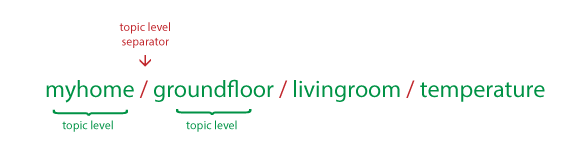 topic level
separator
myhome / groundfloor / livingroom / temperature
topic level
topic level